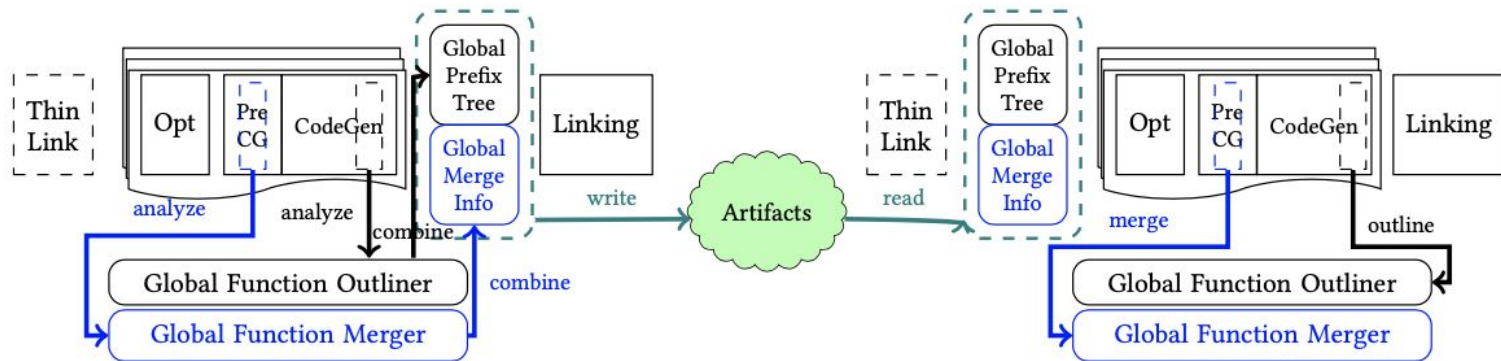 Thin
Link
Opt
Pre
CG
CodeGen
Global
Prefix
Tree
Global
Merge
Info
Linking
analyze
analyze
combine
combine
Global Function Outliner
Global Function Merger
write
Artifacts
read
Thin
Link
Global
Prefix
Tree
Global
Merge
Info
Opt
Pre
CG
CodeGen
Linking
merge
outline
Global Function Outliner
Global Function Merger